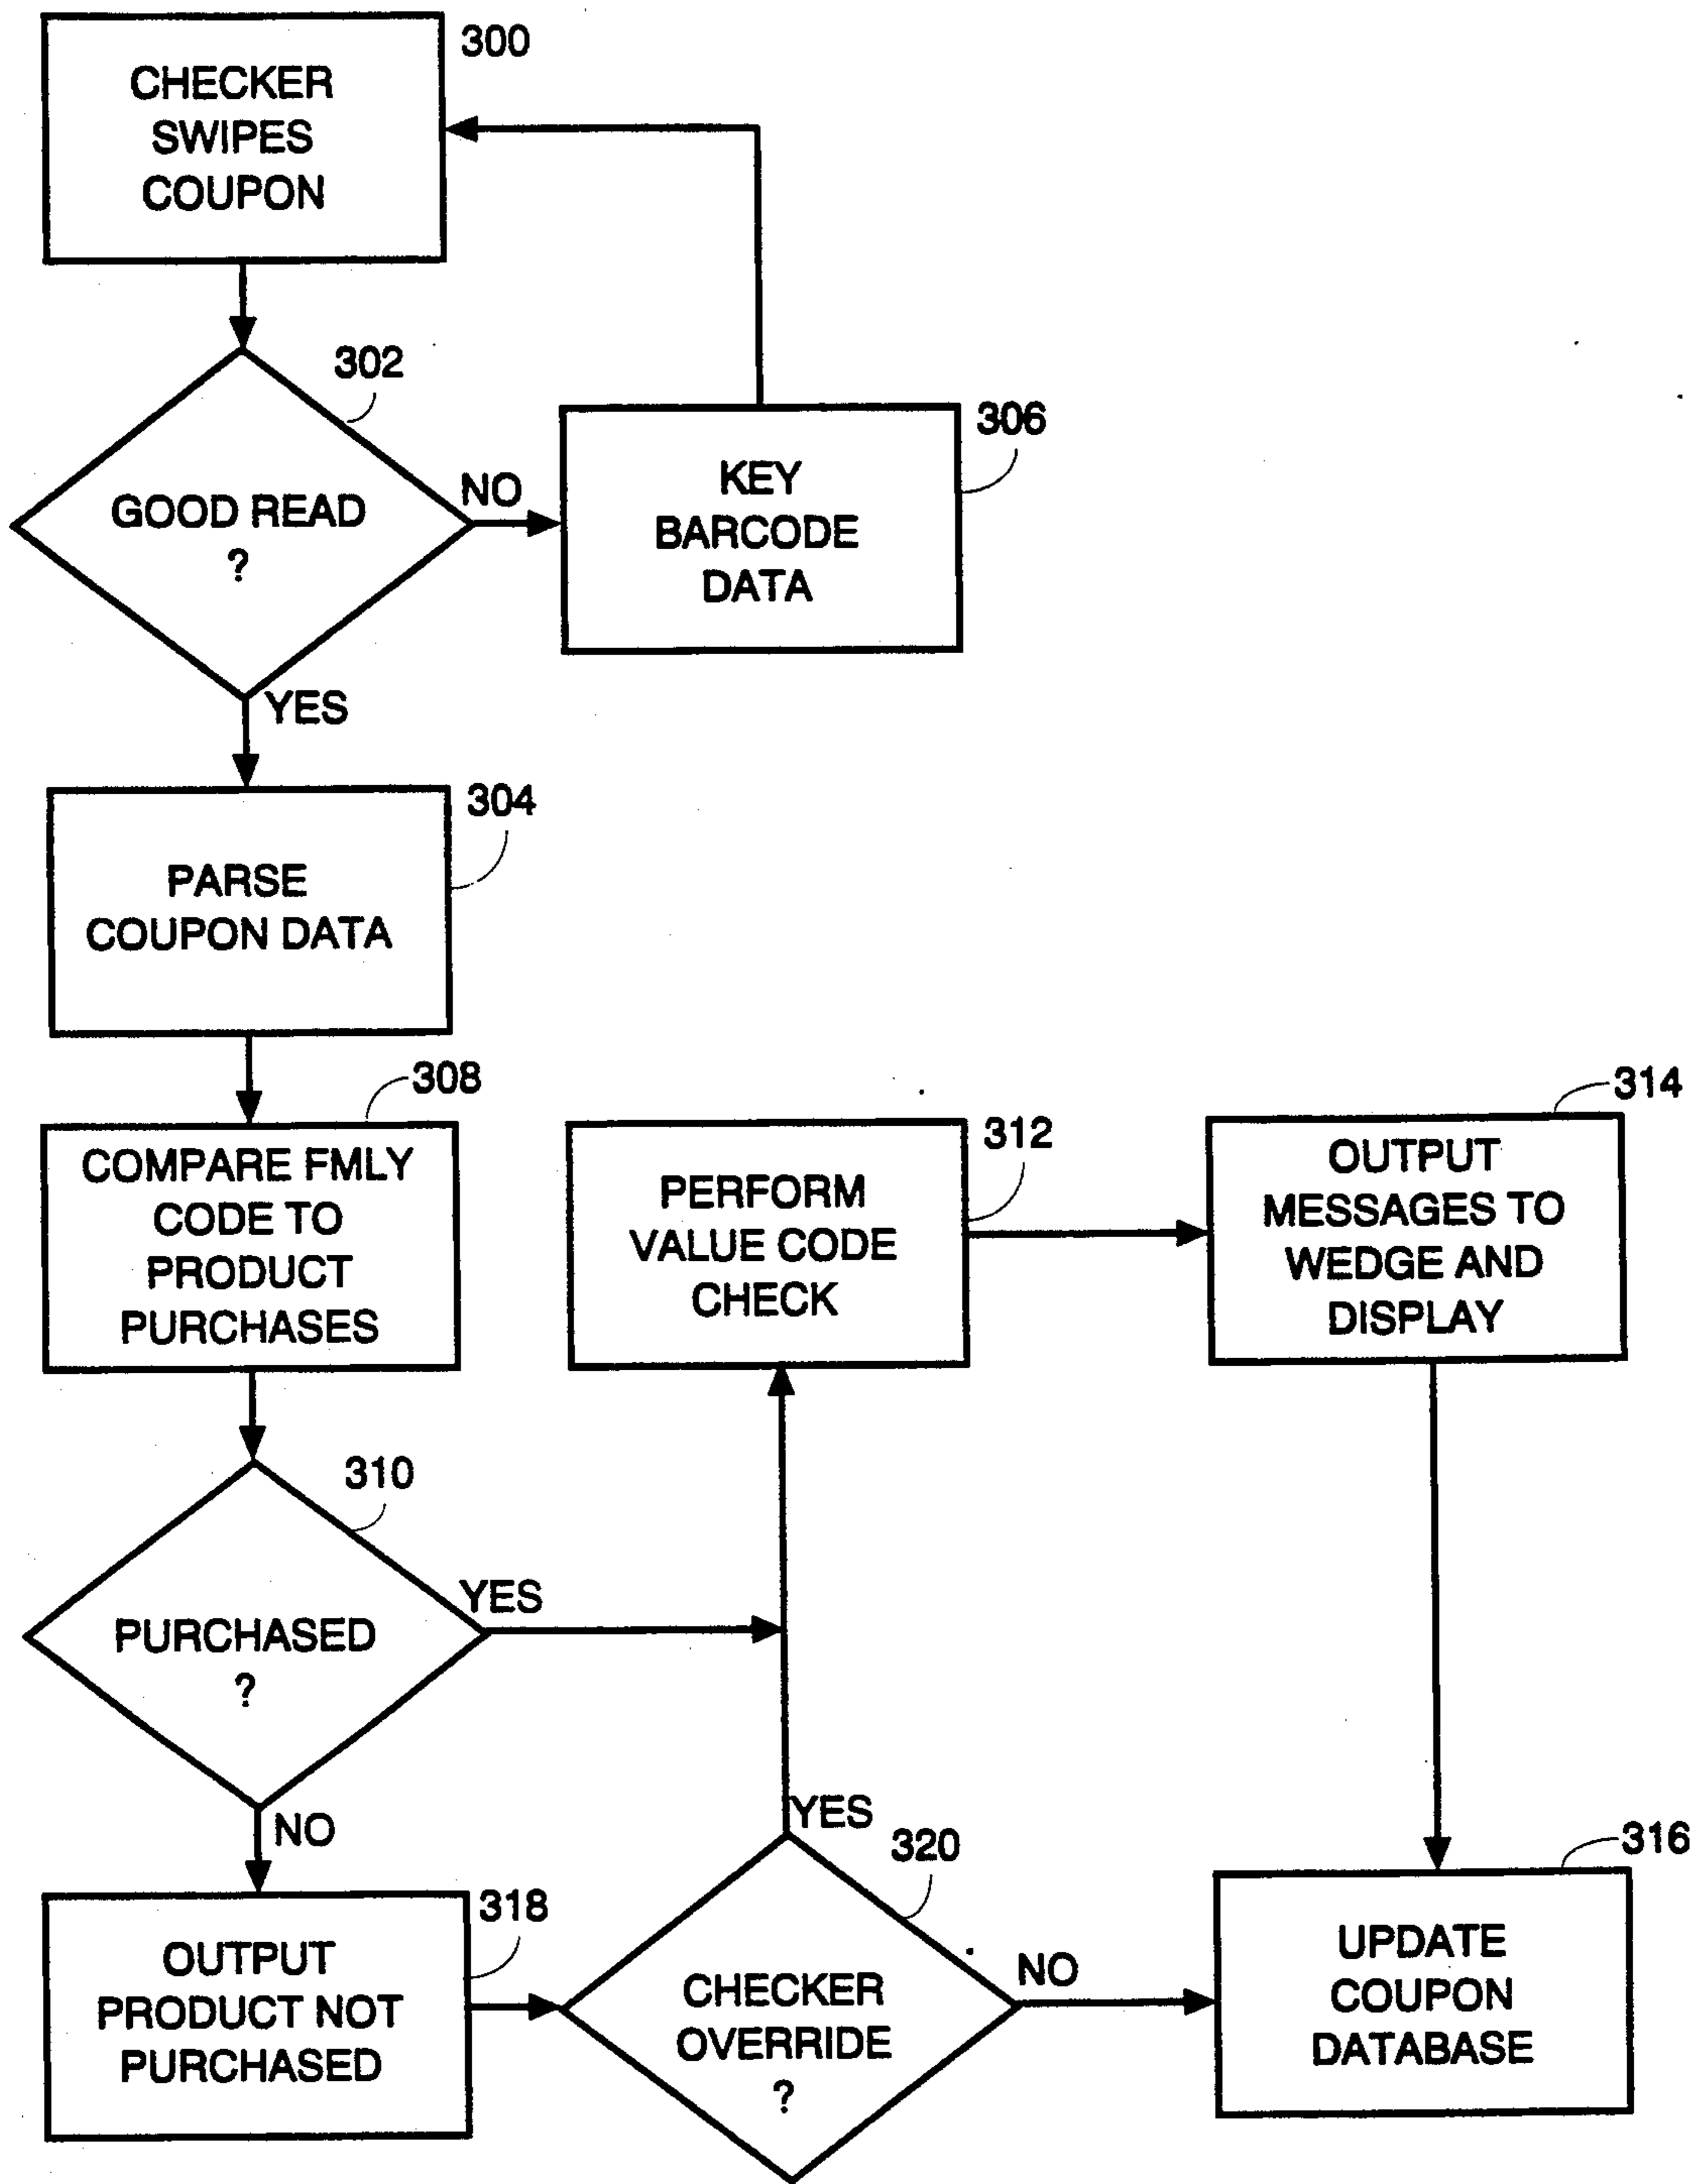 300
CHECKER
SWIPES
COUPON
302
GOOD READ
?
NO
306
KEY
BARCODE
DATA
YES
304
PARSE
COUPON DATA
308
COMPARE FMLY
CODE TO
PRODUCT
PURCHASES
312
PERFORM
VALUE CODE
CHECK
314
OUTPUT
MESSAGES TO
WEDGE AND
DISPLAY
310
PURCHASED
?
YES
NO
318
OUTPUT
PRODUCT NOT
PURCHASED
YES
320
CHECKER
OVERRIDE
?
NO
316
UPDATE
COUPON
DATABASE